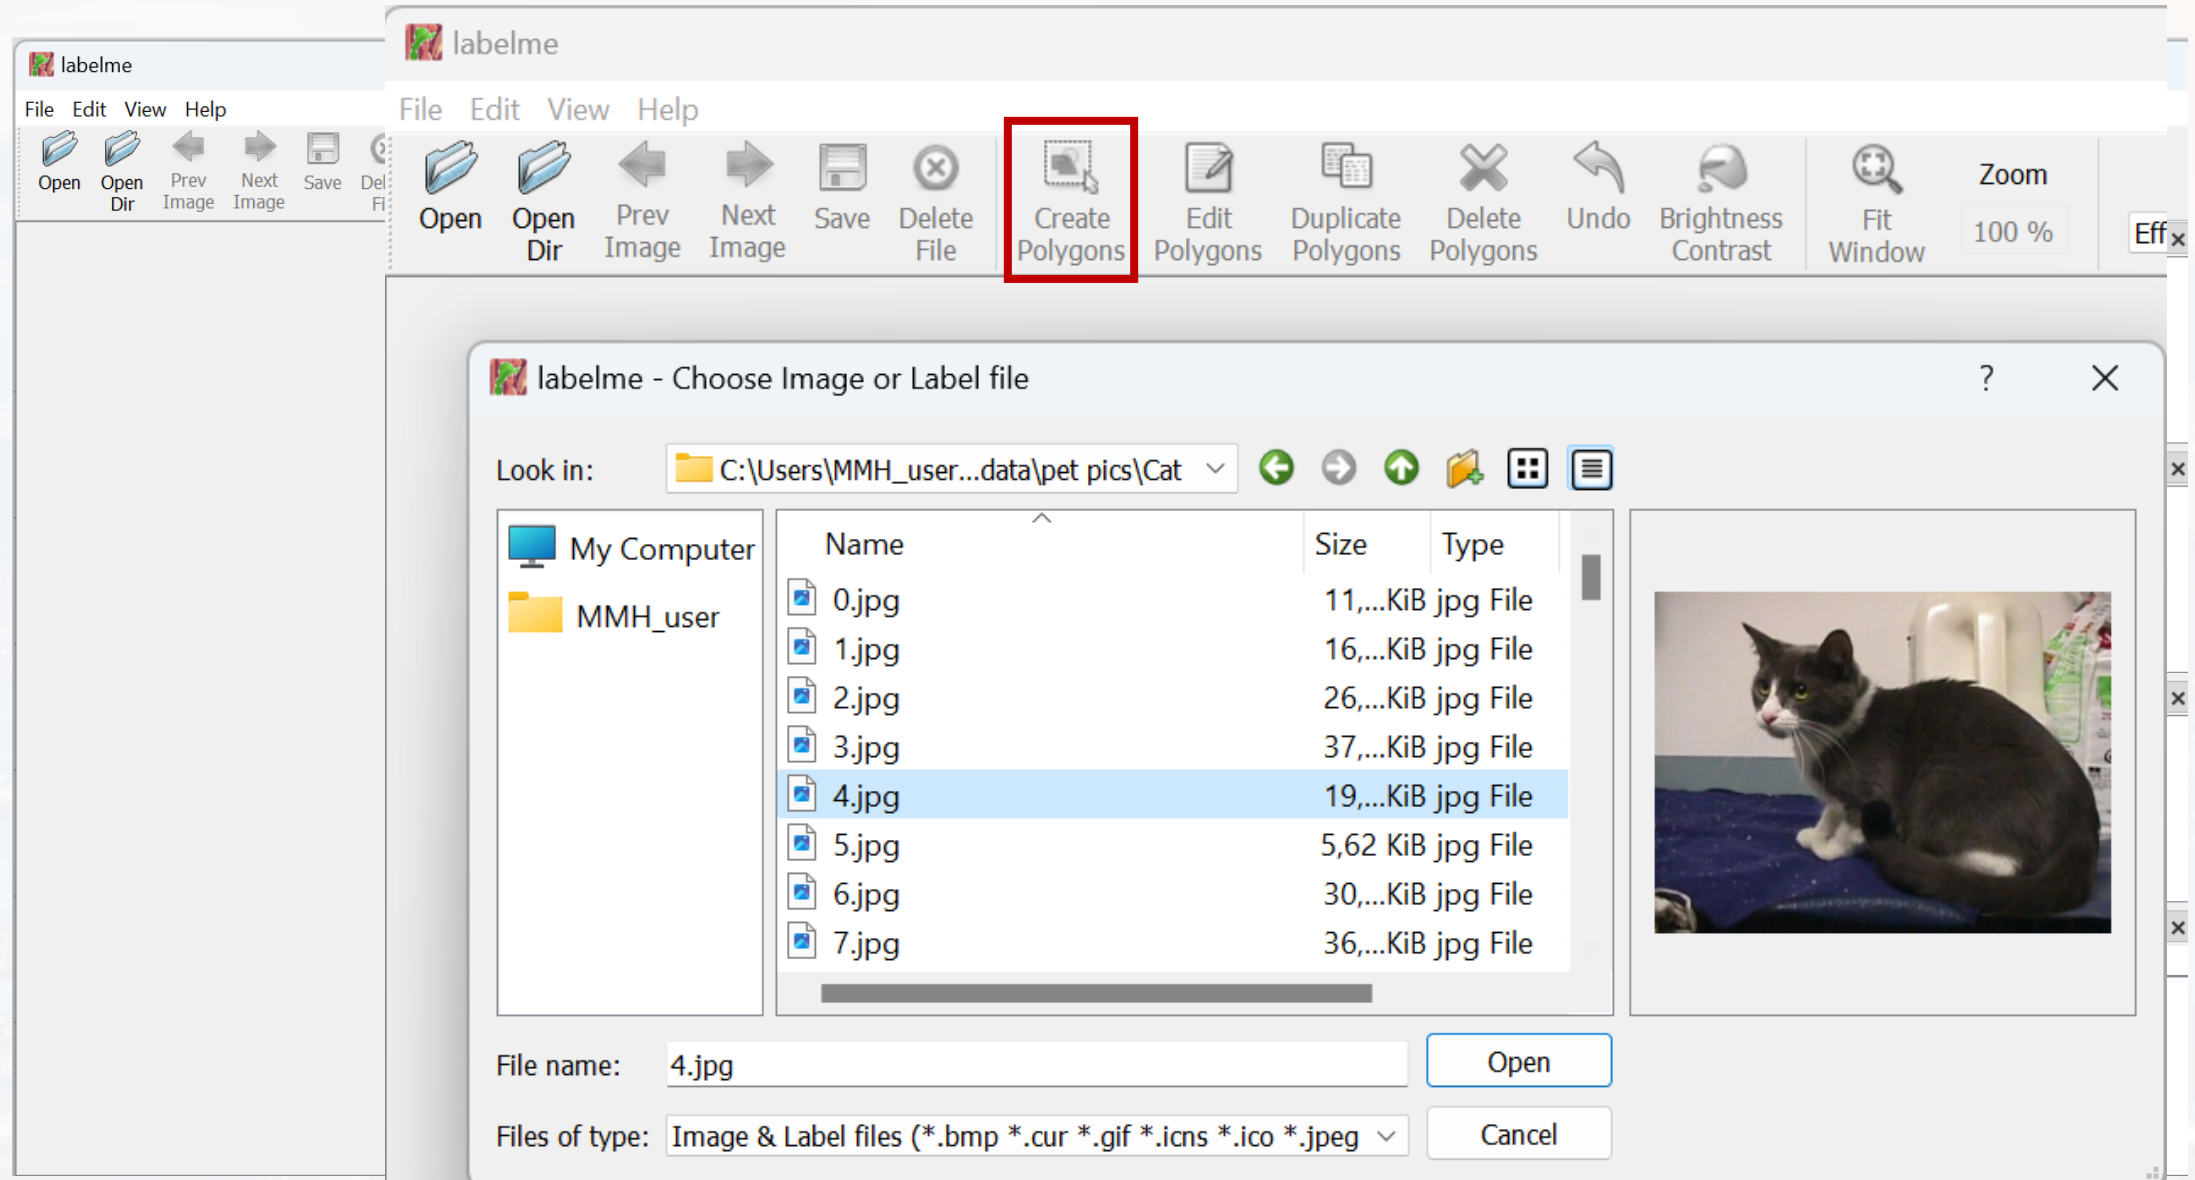 labelme
File Edit View Help
Open Open Dir Prev Image Next Image Save
labelme
File Edit View Help
Open Open Dir Prev Image Next Image Save Delete File Create Polygons Edit Polygons Duplicate Polygons Delete Polygons Undo Brightness Contrast Fit Window Zoom 100 %
labelme - Choose Image or Label file ?
Look in: C:\Users\MMH_user...data\pet pics\Cat
My Computer
MMH_user
Name Size Type
0.jpg 11,...KiB jpg File
1.jpg 16,...KiB jpg File
2.jpg 26,...KiB jpg File
3.jpg 37,...KiB jpg File
4.jpg 19,...KiB jpg File
5.jpg 5,62 KiB jpg File
6.jpg 30,...KiB jpg File
7.jpg 36,...KiB jpg File
File name: 4.jpg Open
Files of type: Image & Label files (*.bmp *.cur *.gif *.icns *.ico *.jpeg Cancel